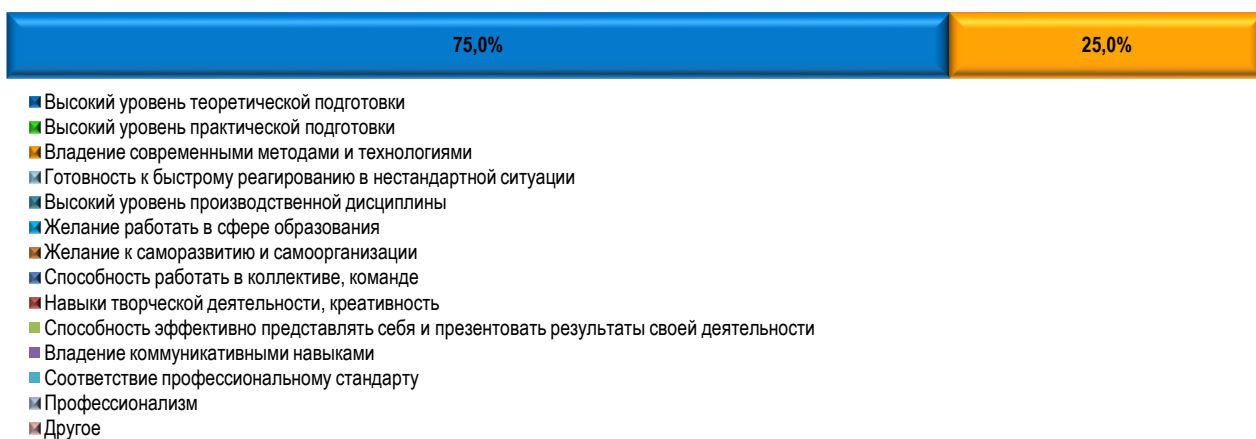 75,0% 25,0%
Высокий уровень теоретической подготовки
Высокий уровень практической подготовки
Владение современными методами и технологиями
Готовность к быстрому реагированию в нестандартной ситуации
Высокий уровень производственной дисциплины
Желание работать в сфере образования
Желание к саморазвитию и самоорганизации
Способность работать в коллективе, команде
Навыки творческой деятельности, креативность
Способность эффективно представлять себя и презентовать результаты своей деятельности
Владение коммуникативными навыками
Соответствие профессиональному стандарту
Профессионализм
Другое